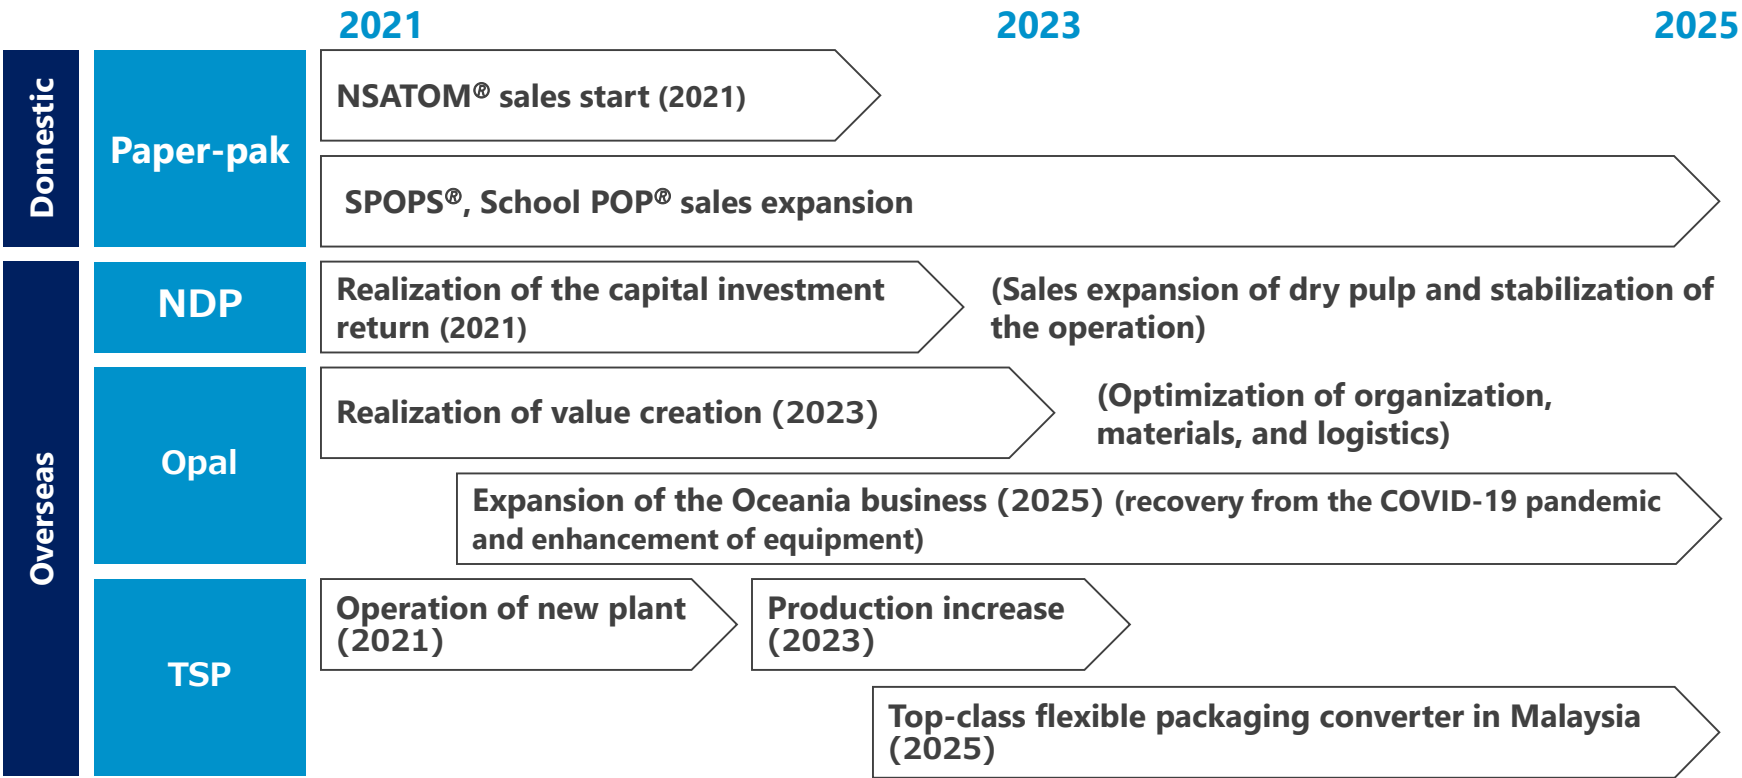 2021
2023
2025
Domestic
Paper-pak
NSATOM® sales start (2021)
SPOPS®, School POP® sales expansion
Overseas
NDP
Realization of the capital investment
return (2021)
(Sales expansion of dry pulp and stabilization of
the operation)
Opal
Realization of value creation (2023)
(Optimization of organization,
materials, and logistics)
Expansion of the Oceania business (2025) (recovery from the COVID-19 pandemic
and enhancement of equipment)
TSP
Operation of new plant
(2021)
Production increase
(2023)
Top-class flexible packaging converter in Malaysia
(2025)